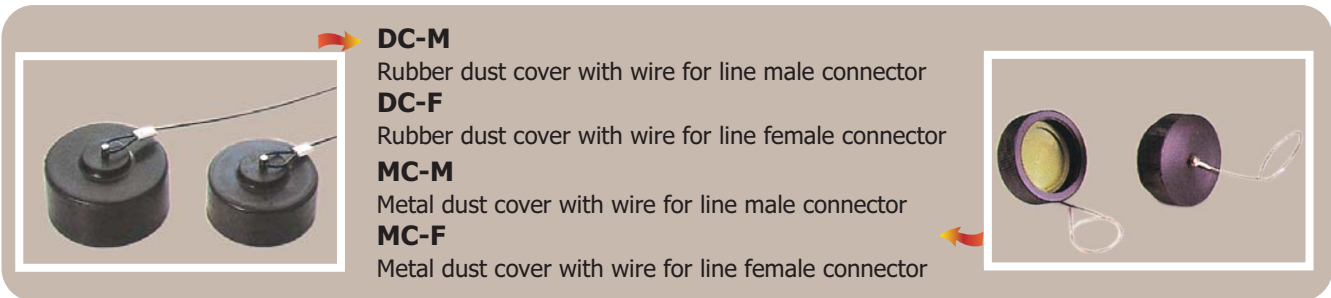 DC-M
Rubber dust cover with wire for line male connector
DC-F
Rubber dust cover with wire for line female connector
MC-M
Metal dust cover with wire for line male connector
MC-F
Metal dust cover with wire for line female connector